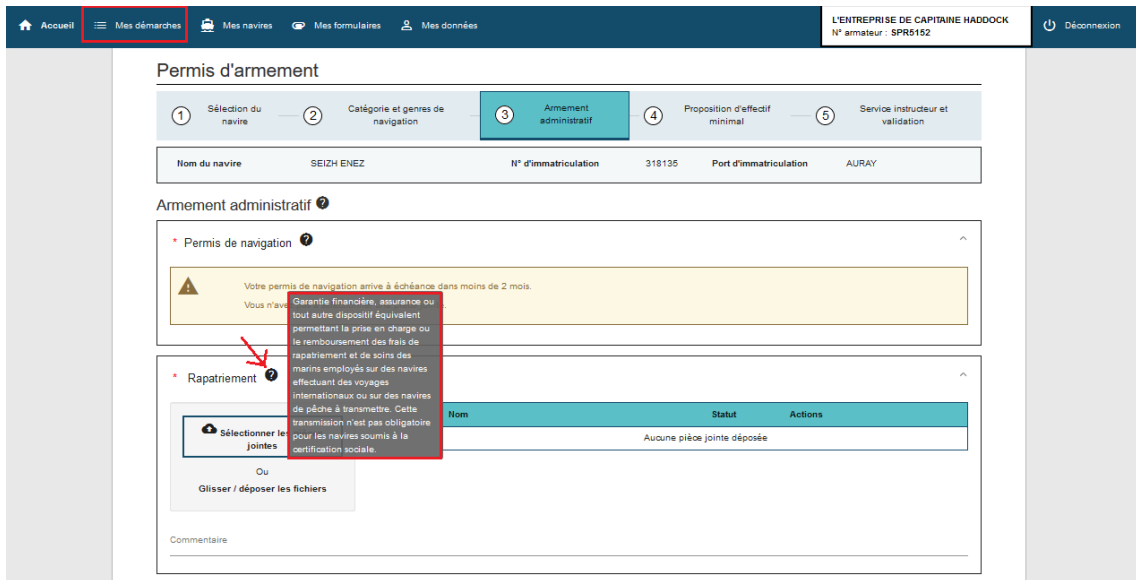 Accueil Mes démarches Mes navires Mes formulaires Mes données
L'ENTREPRISE DE CAPITAINE HADDOCK
N° armateur : SPR5152
Déconnexion
Permis d'armement
1 Sélection du navire
2 Catégorie et genres de navigation
3 Armement administratif
4 Proposition d'effectif minimal
5 Service instructeur et validation
Nom du navire SEIZH ENEZ N° d'immatriculation 318135 Port d'immatriculation AURAY
Armement administratif ?
* Permis de navigation ?
Votre permis de navigation arrive à échéance dans moins de 2 mois.
Vous n'ave
Garantie financière, assurance ou
tout autre dispositif équivalent
permettant la prise en charge ou
le remboursement des frais de
rapatriement et de soins des
marins employés sur des navires
effectuant des voyages
internationaux ou sur des navires
de pêche à transmettre. Cette
transmission n'est pas obligatoire
pour les navires soumis à la
certification sociale.
* Rapatriement ?
Sélectionner les
jointes
Ou
Glisser / déposer les fichiers
Nom Statut Actions
Aucune pièce jointe déposée
Commentaire